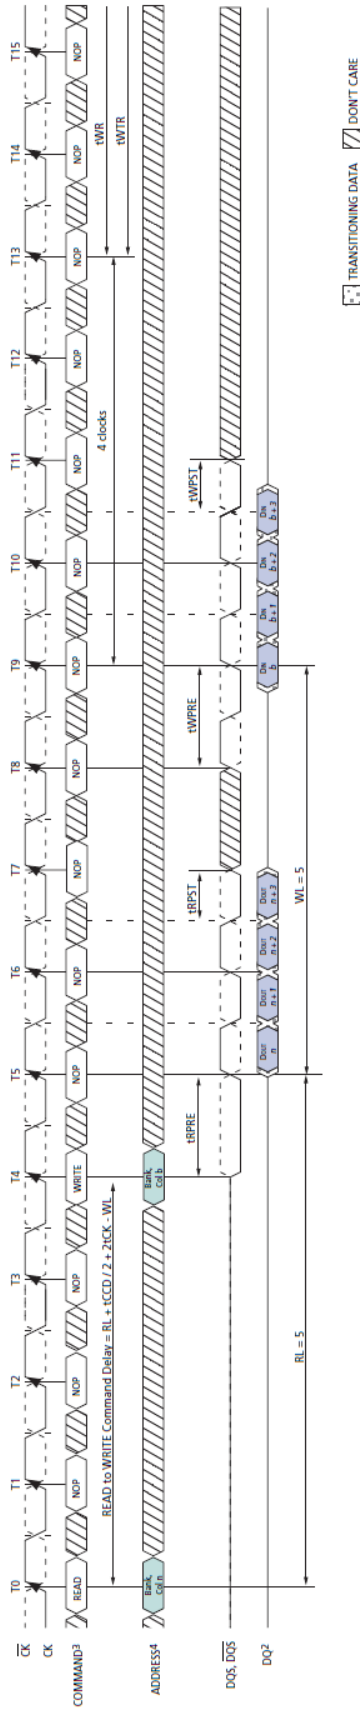 T0 T1 T2 T3 T4 T5 T6 T7 T8 T9 T10 T11 T12 T13 T14 T15
CK
CK
COMMAND3 READ NOP NOP NOP WRITE NOP NOP NOP NOP NOP NOP NOP NOP NOP NOP NOP
READ to WRITE Command Delay = RL + tCCD / 2 + 2tCK - WL
4 clocks
tWR
tWTR
ADDRESS4
Bank,
Col n
Bank,
Col b
tRPRE
tRPST
tWPRE
tWPST
DQS, DQS
DQ2
DOUT
n
DOUT
n + 1
DOUT
n + 2
DOUT
n + 3
DIN
b
DIN
b + 1
DIN
b + 2
DIN
b + 3
RL = 5
WL = 5
TRANSITIONING DATA
DON'T CARE